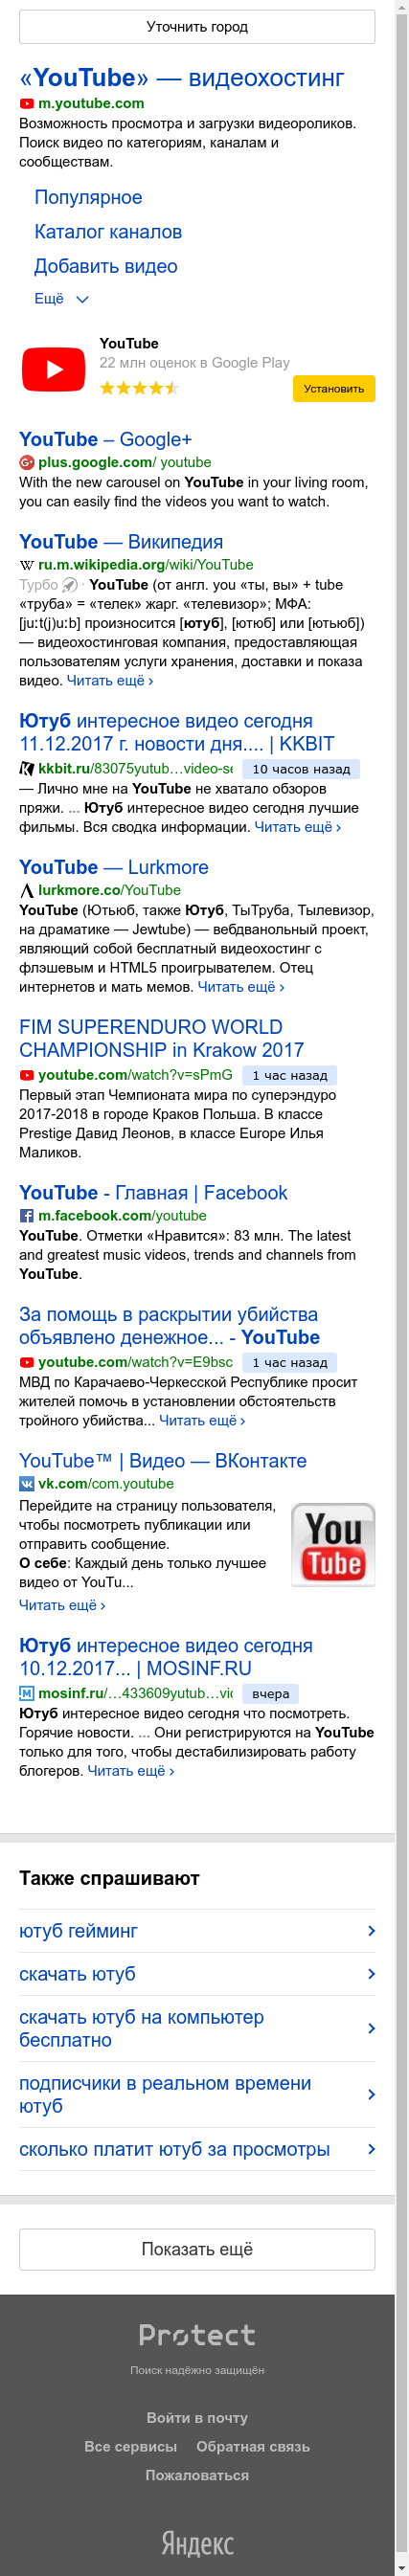 Уточнить город
«YouTube» — видеохостинг
m.youtube.com
Возможность просмотра и загрузки видеороликов.
Поиск видео по категориям, каналам и
сообществам.
Популярное
Каталог каналов
Добавить видео
Ещё
YouTube
22 млн оценок в Google Play
Установить
YouTube – Google+
plus.google.com/ youtube
With the new carousel on YouTube in your living room,
you can easily find the videos you want to watch.
YouTube — Википедия
ru.m.wikipedia.org/wiki/YouTube
Турбо · YouTube (от англ. you «ты, вы» + tube
«труба» = «телек» жарг. «телевизор»; МФА:
[juːt(j)uːb] произносится [ютуб], [ютюб] или [ютьюб])
— видеохостинговая компания, предоставляющая
пользователям услуги хранения, доставки и показа
видео. Читать ещё ›
Ютуб интересное видео сегодня
11.12.2017 г. новости дня.... | KKBIT
kkbit.ru/83075yutub…video-se 10 часов назад
— Лично мне на YouTube не хватало обзоров
пряжи. ... Ютуб интересное видео сегодня лучшие
фильмы. Вся сводка информации. Читать ещё ›
YouTube — Lurkmore
lurkmore.co/YouTube
YouTube (Ютьюб, также Ютуб, ТыТруба, Тылевизор,
на драматике — Jewtube) — вебдванольный проект,
являющий собой бесплатный видеохостинг с
флэшевым и HTML5 проигрывателем. Отец
интернетов и мать мемов. Читать ещё ›
FIM SUPERENDURO WORLD
CHAMPIONSHIP in Krakow 2017
youtube.com/watch?v=sPmG 1 час назад
Первый этап Чемпионата мира по суперэндуро
2017-2018 в городе Краков Польша. В классе
Prestige Давид Леонов, в классе Europe Илья
Маликов.
YouTube - Главная | Facebook
m.facebook.com/youtube
YouTube. Отметки «Нравится»: 83 млн. The latest
and greatest music videos, trends and channels from
YouTube.
За помощь в раскрытии убийства
объявлено денежное... - YouTube
youtube.com/watch?v=E9bsc 1 час назад
МВД по Карачаево-Черкесской Республике просит
жителей помочь в установлении обстоятельств
тройного убийства... Читать ещё ›
YouTube™ | Видео — ВКонтакте
vk.com/com.youtube
Перейдите на страницу пользователя,
чтобы посмотреть публикации или
отправить сообщение.
О себе: Каждый день только лучшее
видео от YouTu...
You
Tube
Читать ещё ›
Ютуб интересное видео сегодня
10.12.2017... | MOSINF.RU
mosinf.ru/…433609yutub…vic вчера
Ютуб интересное видео сегодня что посмотреть.
Горячие новости. ... Они регистрируются на YouTube
только для того, чтобы дестабилизировать работу
блогеров. Читать ещё ›
Также спрашивают
ютуб гейминг
скачать ютуб
скачать ютуб на компьютер
бесплатно
подписчики в реальном времени
ютуб
сколько платит ютуб за просмотры
Показать ещё
Protect
Поиск надёжно защищён
Войти в почту
Все сервисы Обратная связь
Пожаловаться
Яндекс